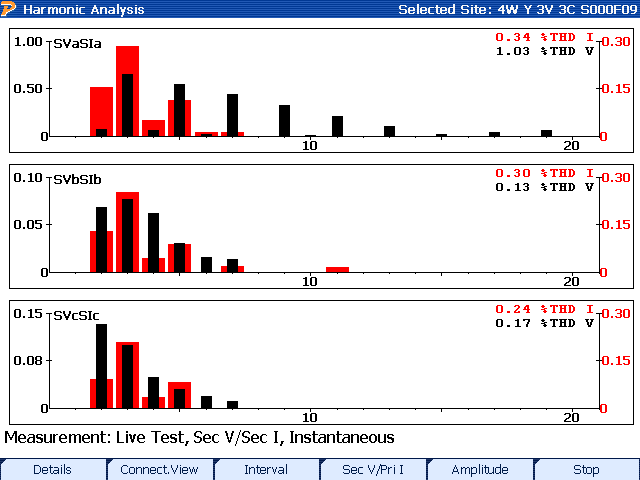 Harmonic Analysis Selected Site: 4W Y 3V 3C S000F09
1.00 SVaSIa 0.34 %THD I 0.30
1.03 %THD V
0.50 0.15
0 10 20 0
0.10 SVbSIb 0.30 %THD I 0.30
0.13 %THD V
0.05 0.15
0 10 20 0
0.15 SVcSIc 0.24 %THD I 0.30
0.17 %THD V
0.08 0.15
0 10 20 0
Measurement: Live Test, Sec V/Sec I, Instantaneous
Details Connect.View Interval Sec V/Pri I Amplitude Stop